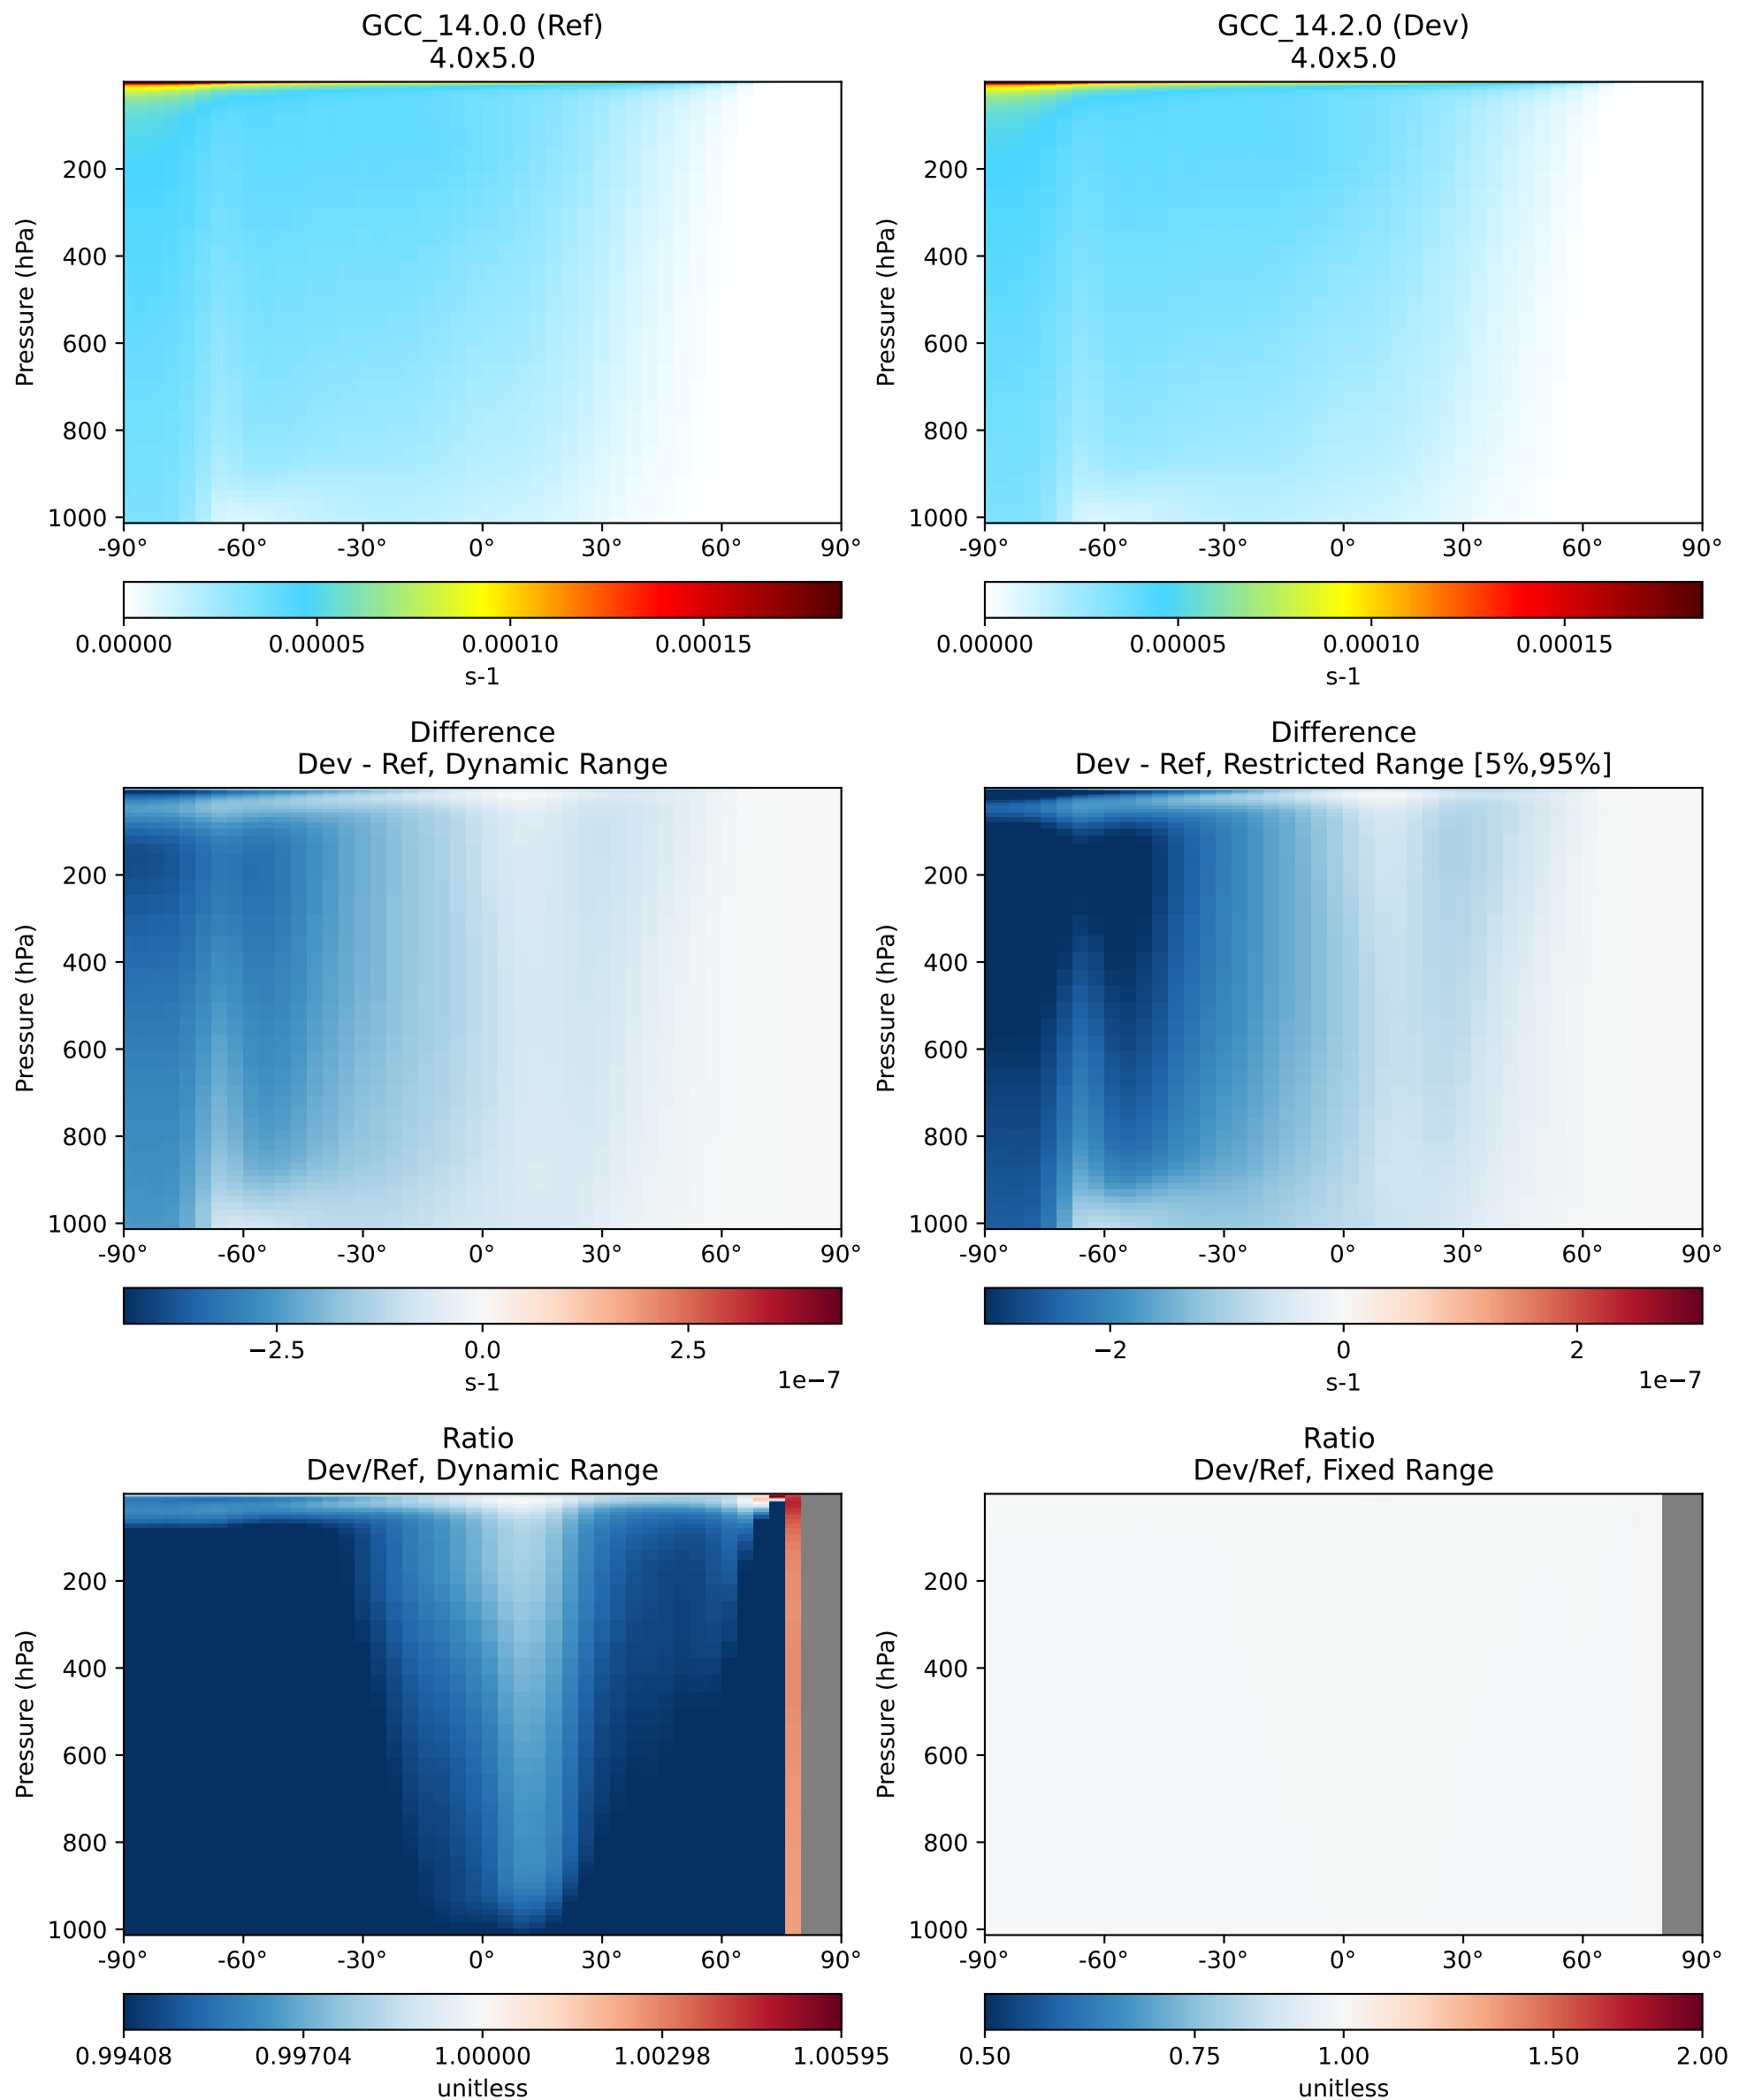 GCC_14.0.0 (Ref)
4.0x5.0
Pressure (hPa)
200
400
600
800
1000
-90° -60° -30° 0° 30° 60° 90°
0.00000 0.00005 0.00010 0.00015
s-1
GCC_14.2.0 (Dev)
4.0x5.0
Pressure (hPa)
200
400
600
800
1000
-90° -60° -30° 0° 30° 60° 90°
0.00000 0.00005 0.00010 0.00015
s-1
Difference
Dev - Ref, Dynamic Range
Pressure (hPa)
200
400
600
800
1000
-90° -60° -30° 0° 30° 60° 90°
−2.5 0.0 2.5
s-1
1e−7
Difference
Dev - Ref, Restricted Range [5%,95%]
Pressure (hPa)
200
400
600
800
1000
-90° -60° -30° 0° 30° 60° 90°
−2 0 2
s-1
1e−7
Ratio
Dev/Ref, Dynamic Range
Pressure (hPa)
200
400
600
800
1000
-90° -60° -30° 0° 30° 60° 90°
0.99408 0.99704 1.00000 1.00298 1.00595
unitless
Ratio
Dev/Ref, Fixed Range
Pressure (hPa)
200
400
600
800
1000
-90° -60° -30° 0° 30° 60° 90°
0.50 0.75 1.00 1.50 2.00
unitless